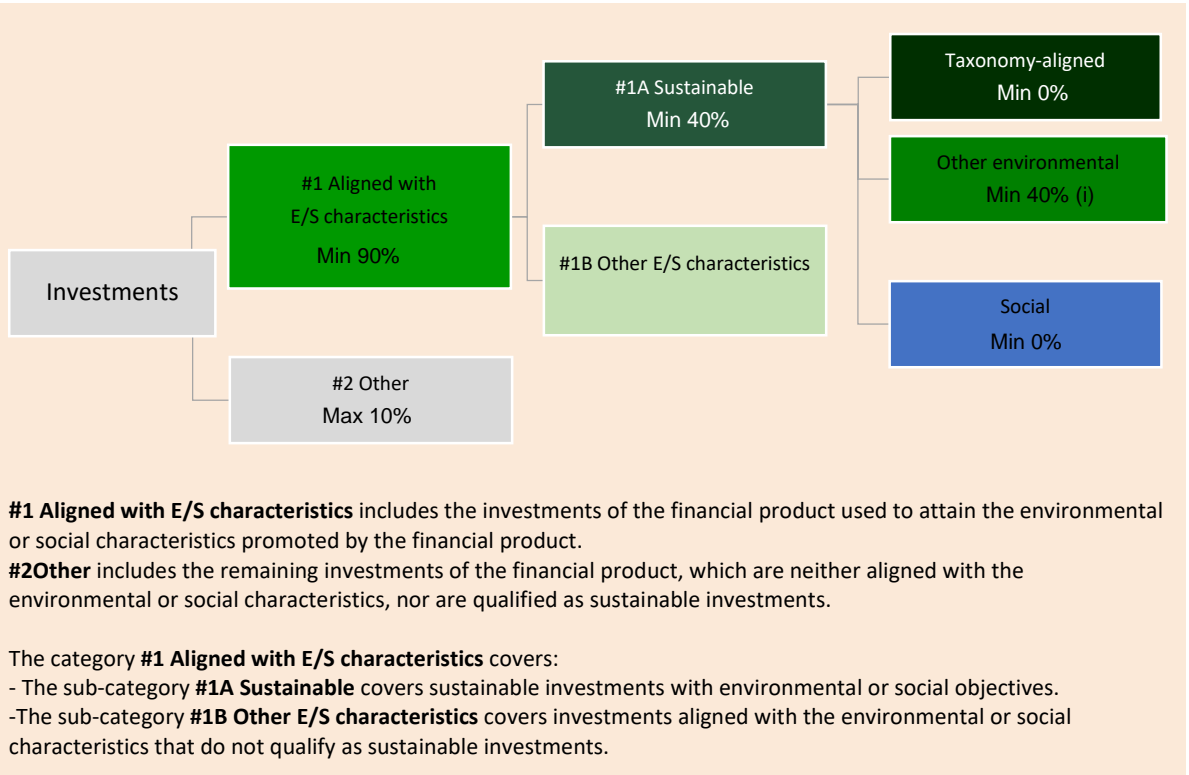 Taxonomy-aligned
Min 0%
#1A Sustainable
Min 40%
Other environmental
Min 40% (i)
#1 Aligned with
E/S characteristics
Min 90%
#1B Other E/S characteristics
Investments
Social
Min 0%
#2 Other
Max 10%
#1 Aligned with E/S characteristics includes the investments of the financial product used to attain the environmental
or social characteristics promoted by the financial product.
#2Other includes the remaining investments of the financial product, which are neither aligned with the
environmental or social characteristics, nor are qualified as sustainable investments.
The category #1 Aligned with E/S characteristics covers:
- The sub-category #1A Sustainable covers sustainable investments with environmental or social objectives.
-The sub-category #1B Other E/S characteristics covers investments aligned with the environmental or social
characteristics that do not qualify as sustainable investments.